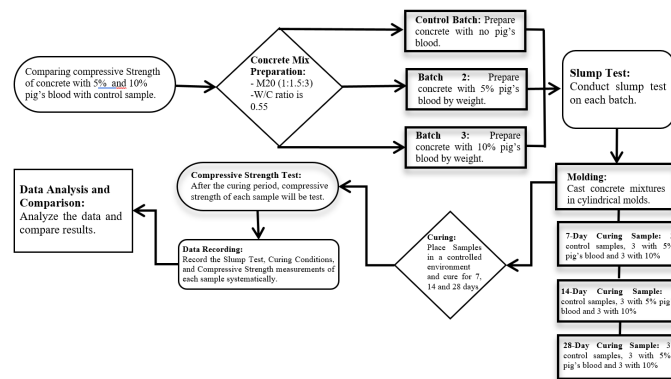 Comparing compressive Strength
of concrete with 5% and 10%
pig's blood with control sample.
Concrete Mix
Preparation:
- M20 (1:1.5:3)
-W/C ratio is
0.55
Control Batch: Prepare
concrete with no pig's
blood.
Batch 2: Prepare
concrete with 5% pig's
blood by weight.
Batch 3: Prepare
concrete with 10% pig's
blood by weight.
Slump Test:
Conduct slump test
on each batch.
Molding:
Cast concrete mixtures
in cylindrical molds.
7-Day Curing Sample:
control samples, 3 with 5%
pig's blood and 3 with 10%
14-Day Curing Sample:
control samples, 3 with 5% pig
blood and 3 with 10%
28-Day Curing Sample: 3
control samples, 3 with 5%
pig's blood and 3 with 10%
Curing:
Place Samples
in a controlled
environment
and cure for 7,
14 and 28 days
Compressive Strength Test:
After the curing period, compressive
strength of each sample will be test.
Data Recording:
Record the Slump Test, Curing Conditions,
and Compressive Strength measurements of
each sample systematically.
Data Analysis and
Comparison:
Analyze the data and
compare results.